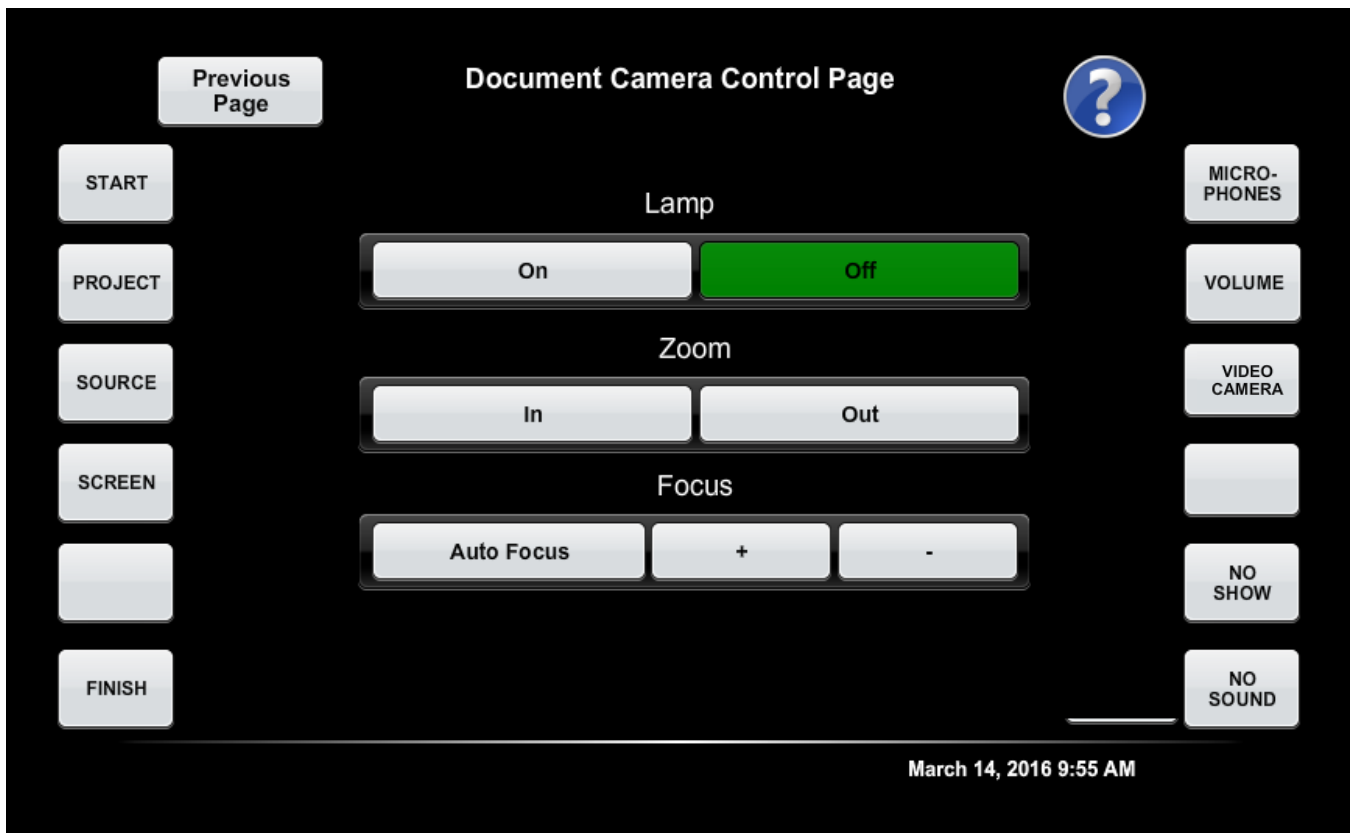 Previous
Page
Document Camera Control Page
?
START
PROJECT
SOURCE
SCREEN
FINISH
Lamp
On
Off
Zoom
In
Out
Focus
Auto Focus
+
-
MICRO-
PHONES
VOLUME
VIDEO
CAMERA
NO
SHOW
NO
SOUND
March 14, 2016 9:55 AM